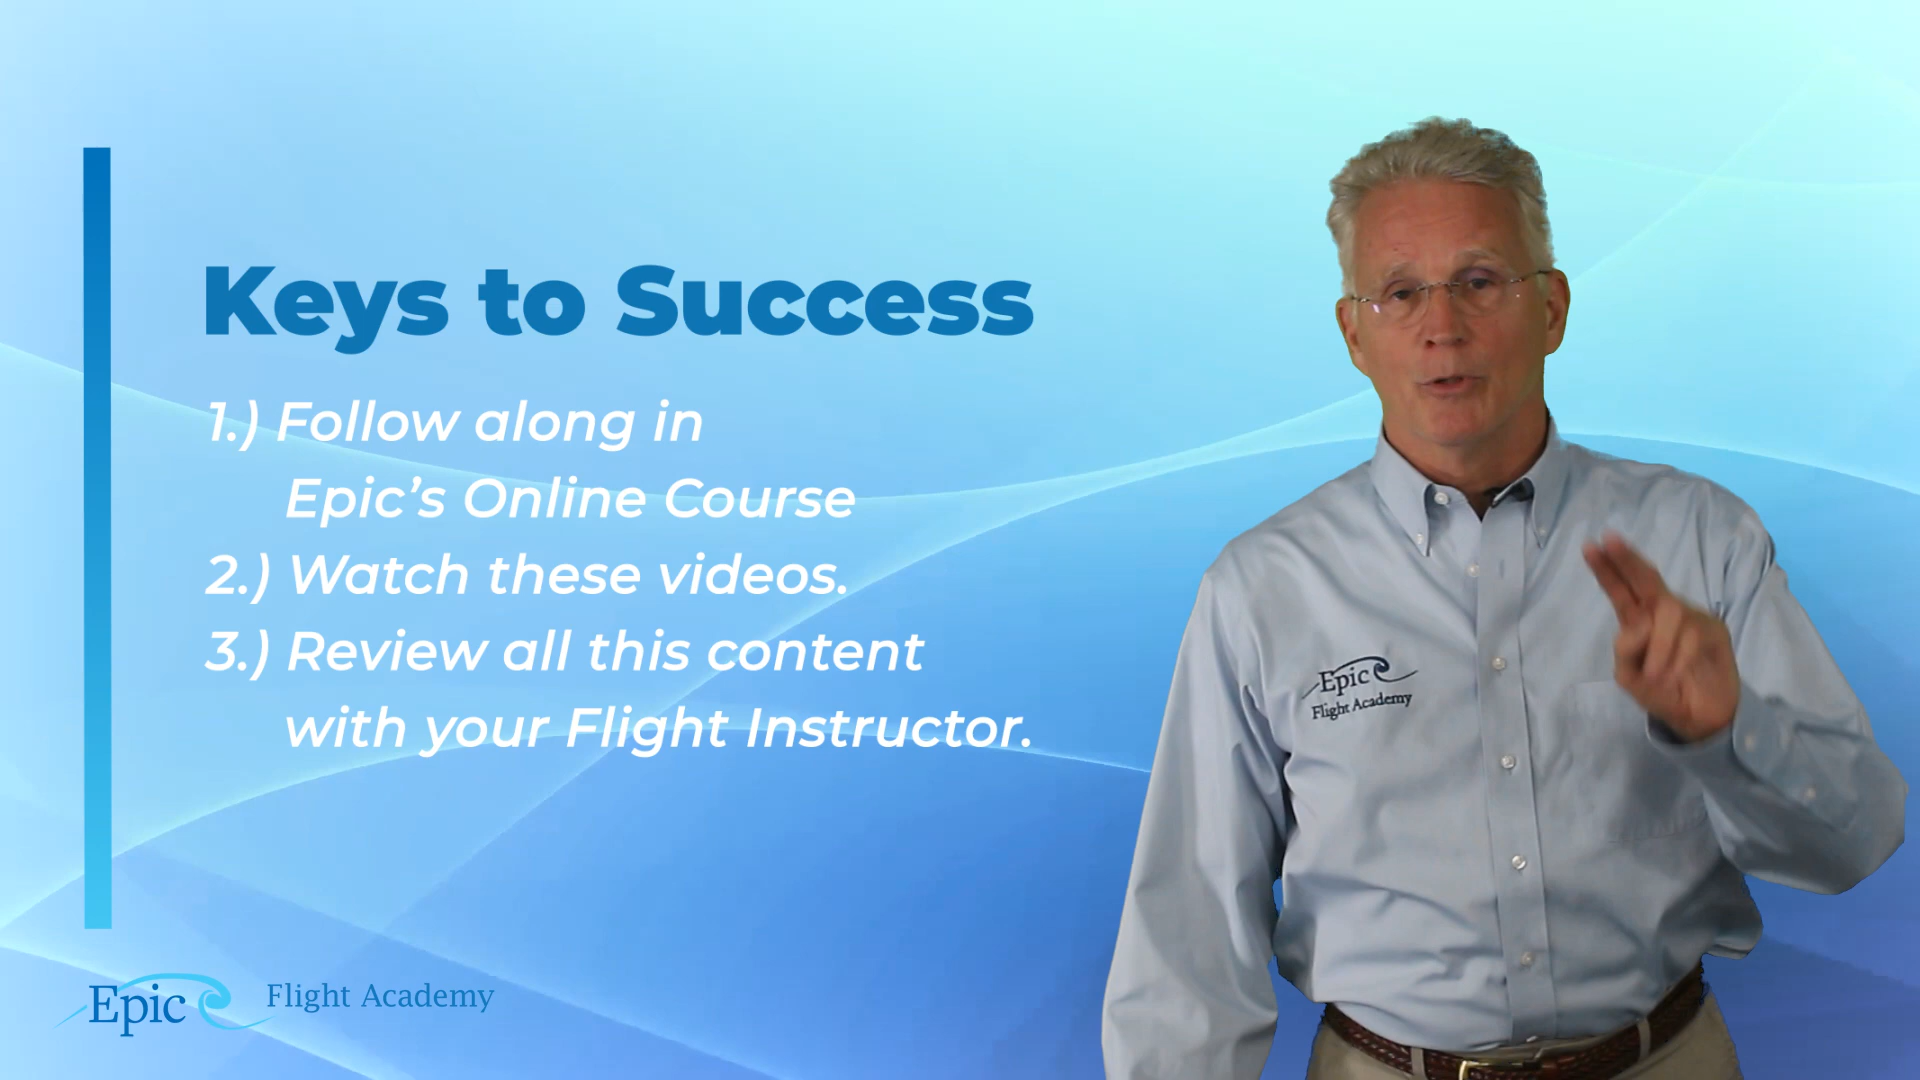 Keys to Success
1.) Follow along in
Epic’s Online Course
2.) Watch these videos.
3.) Review all this content
with your Flight Instructor.
Epic
Flight Academy
Epic Flight Academy